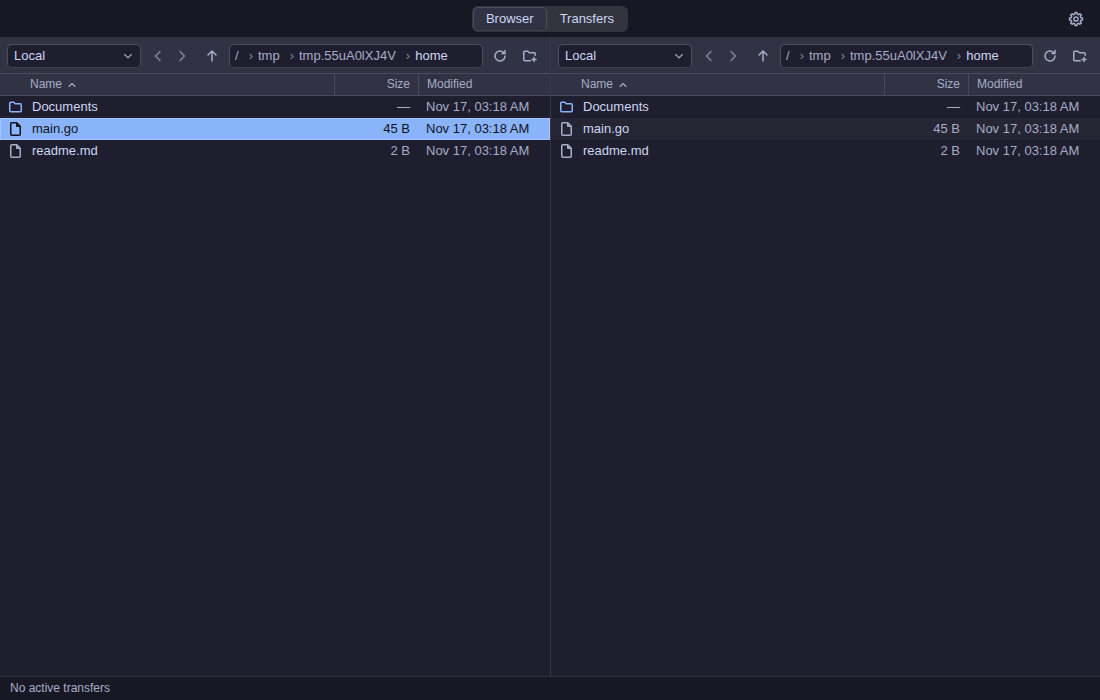 Browser Transfers
Local / › tmp › tmp.55uA0lXJ4V › home Local / › tmp › tmp.55uA0lXJ4V › home
Name Size Modified Name Size Modified
Documents — Nov 17, 03:18 AM Documents — Nov 17, 03:18 AM
main.go 45 B Nov 17, 03:18 AM main.go 45 B Nov 17, 03:18 AM
readme.md 2 B Nov 17, 03:18 AM readme.md 2 B Nov 17, 03:18 AM
No active transfers